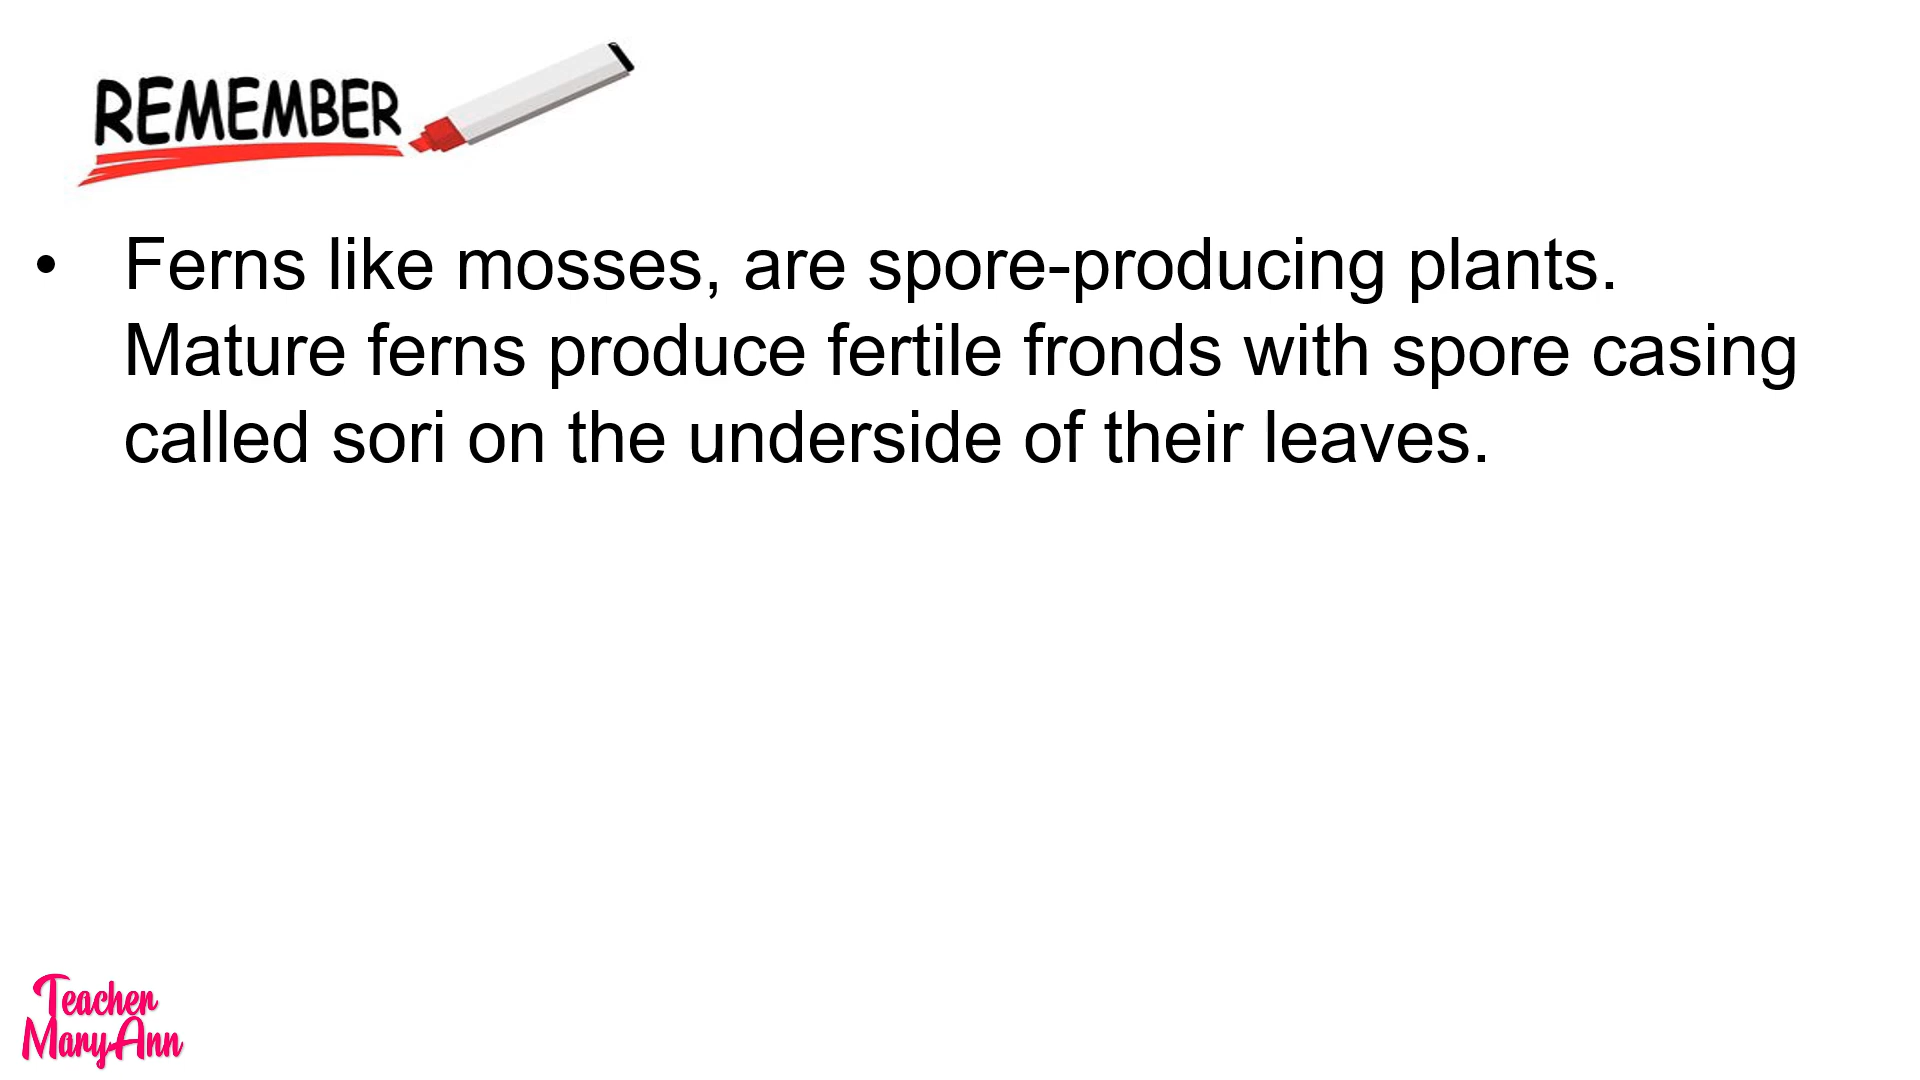 REMEMBER
• Ferns like mosses, are spore-producing plants.
Mature ferns produce fertile fronds with spore casing
called sori on the underside of their leaves.
Teacher
MaryAnn